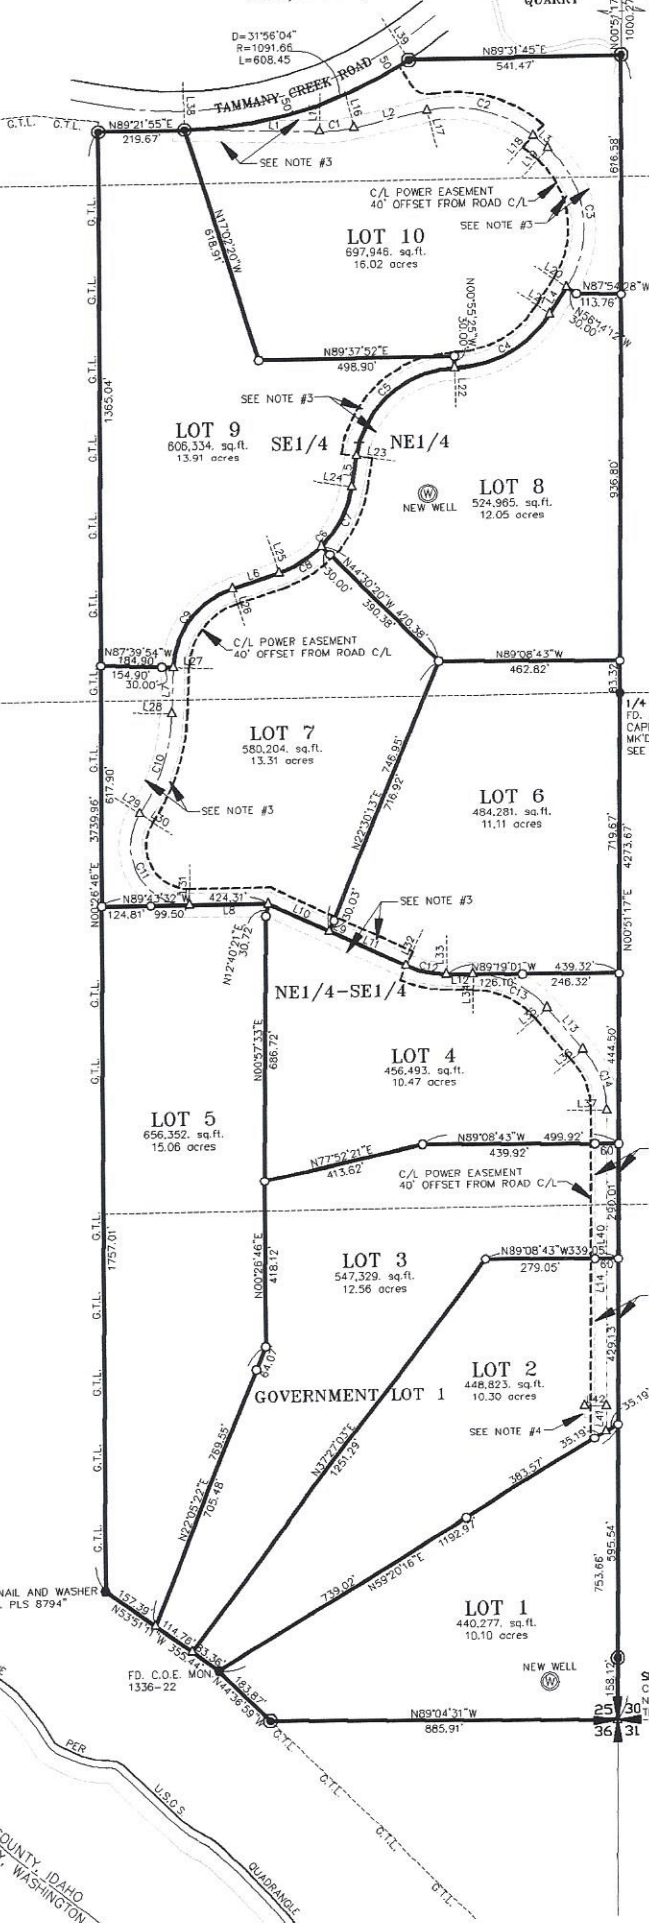 QUARRY
N00°51'17"
1000.27'
D=31°56'04"
R=1091.66
L=608.45
L39
N89°31'45"E
541.47'
50'
TAMMANY CREEK ROAD
50'
L38
G.T.L.
G.T.L.
N89°21'55"E
219.67'
L1
C1
L16
L2
L17
C2
L18
L3
L19
SEE NOTE #3
616.58'
C/L POWER EASEMENT
40' OFFSET FROM ROAD C/L
SEE NOTE #3
C3
G.T.L.
N17°02'20"W
618.91'
LOT 10
697,946. sq.ft.
16.02 acres
L20
N87°54'28"W
113.76'
L4
N56°14'12"W
30.00'
G.T.L.
N00°55'25"W
30.00'
N89°37'52"E
498.90'
C4
L22
G.T.L.
1365.04'
C5
SEE NOTE #3
LOT 9
606,334. sq.ft.
13.91 acres
SE1/4
NE1/4
G.T.L.
L23
L24
L5
936.80'
LOT 8
524,965. sq.ft.
12.05 acres
NEW WELL
W
C7
G.T.L.
L25
L6
C8
30.00'
N44°30'20"W 420.38'
390.38'
L26
C9
C/L POWER EASEMENT
40' OFFSET FROM ROAD C/L
N87°39'54"W
184.90'
154.90'
30.00'
L27
N89°08'43"W
462.82'
83.32'
G.T.L.
L7
L28
1/4
FD.
CAP
MK'D
SEE
LOT 7
580,204. sq.ft.
13.31 acres
G.T.L.
C10
746.95'
N22°30'13"E
716.92'
LOT 6
484,281. sq.ft.
11.11 acres
719.67'
4273.67'
617.90'
3739.96'
L29
L30
SEE NOTE #3
C11
L31
N00°26'46"E
N00°51'17"E
N89°43'32"W
424.31'
124.81'
99.50'
L8
L10
30.03'
L9
L11
SEE NOTE #3
N12°40'21"E
30.72'
L32
C12
L33
L12
L34
N89°19'01"W
439.32'
126.10'
246.32'
NE1/4-SE1/4
G.T.L.
C13
L13
L36
444.50'
N00°57'33"E
686.72'
LOT 4
456,493. sq.ft.
10.47 acres
G.T.L.
L37
LOT 5
656,352. sq.ft.
15.06 acres
N77°52'21"E
413.62'
N89°08'43"W
499.92'
439.92'
60'
C/L POWER EASEMENT
40' OFFSET FROM ROAD C/L
290.01'
G.T.L.
1757.01'
N00°26'46"E
418.12'
LOT 3
547,329. sq.ft.
12.56 acres
N89°08'43"W
339.05'
279.05'
60'
L40
L14
G.T.L.
429.13'
64.07'
LOT 2
448,823. sq.ft.
10.30 acres
GOVERNMENT LOT 1
G.T.L.
L41
SEE NOTE #4
35.19'
35.19'
N37°27'03"E
1251.29'
769.55'
N22°05'22"E
705.48'
383.57'
1192.97'
G.T.L.
739.02'
N59°20'16"E
753.66'
595.54'
G.T.L.
NAIL AND WASHER
PLS 8794"
157.39'
N53°51'11"W
114.76'
355.44'
83.36'
LOT 1
440,277. sq.ft.
10.10 acres
FD. C.O.E. MON.
1336-22
183.87'
N44°36'59"W
NEW WELL
W
158.12'
N89°04'31"W
885.91'
25
30
36
31
G.T.L.
G.T.L.
PER
U.S.G.S.
G.T.L.
QUADRANGLE
G.T.L.
COUNTY, IDAHO
WASHINGTON